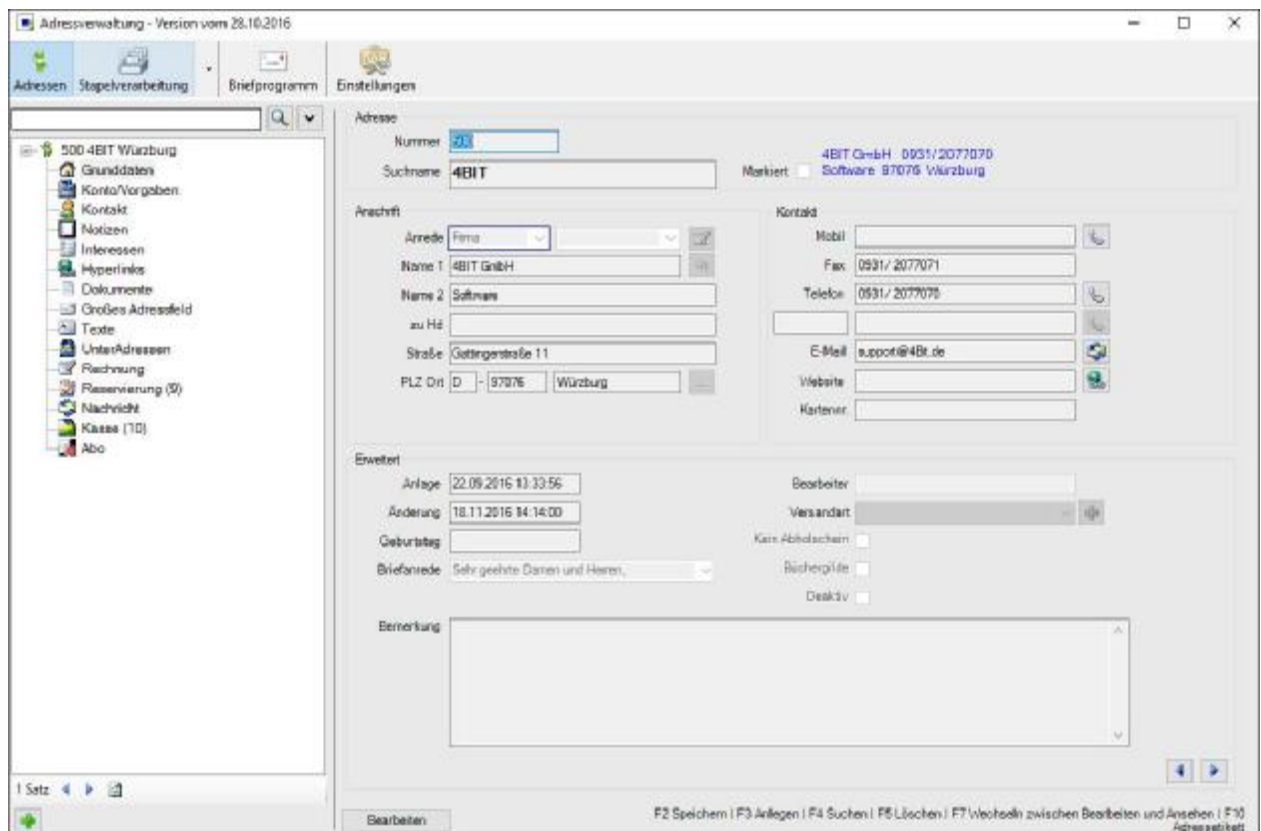 Adressverwaltung - Version vom 28.10.2016
Adressen Stapelverarbeitung Briefprogramm Einstellungen
500 4BIT Würzburg
Grunddaten
Konto/Vorgaben
Kontakt
Notizen
Interessen
Hyperlinks
Dokumente
Großes Adressfeld
Texte
UnterAdressen
Rechnung
Reservierung (9)
Nachricht
Kasse (10)
Abo
1 Satz
Adresse
Nummer 500
Suchname 4BIT
Markiert
4BIT GmbH 0931/2077070
Software 97076 Würzburg
Anschrift
Anrede Firma
Name 1 4BIT GmbH
Name 2 Software
zu Hd
Straße Gattingerstraße 11
PLZ Ort D - 97076 Würzburg
...
Kontakt
Mobil
Fax 0931/ 2077071
Telefon 0931/ 2077070
E-Mail support@4Bit.de
Website
Kartennr.
Erweitert
Anlage 22.09.2016 13:33:56
Änderung 18.11.2016 14:14:00
Geburtstag
Briefanrede Sehr geehrte Damen und Herren,
Bearbeiter
Versandart
Kein Abholschein
Büchergilde
Deaktiv
Bemerkung
Bearbeiten
F2 Speichern | F3 Anlegen | F4 Suchen | F5 Löschen | F7 Wechseln zwischen Bearbeiten und Ansehen | F10
Adressetikett